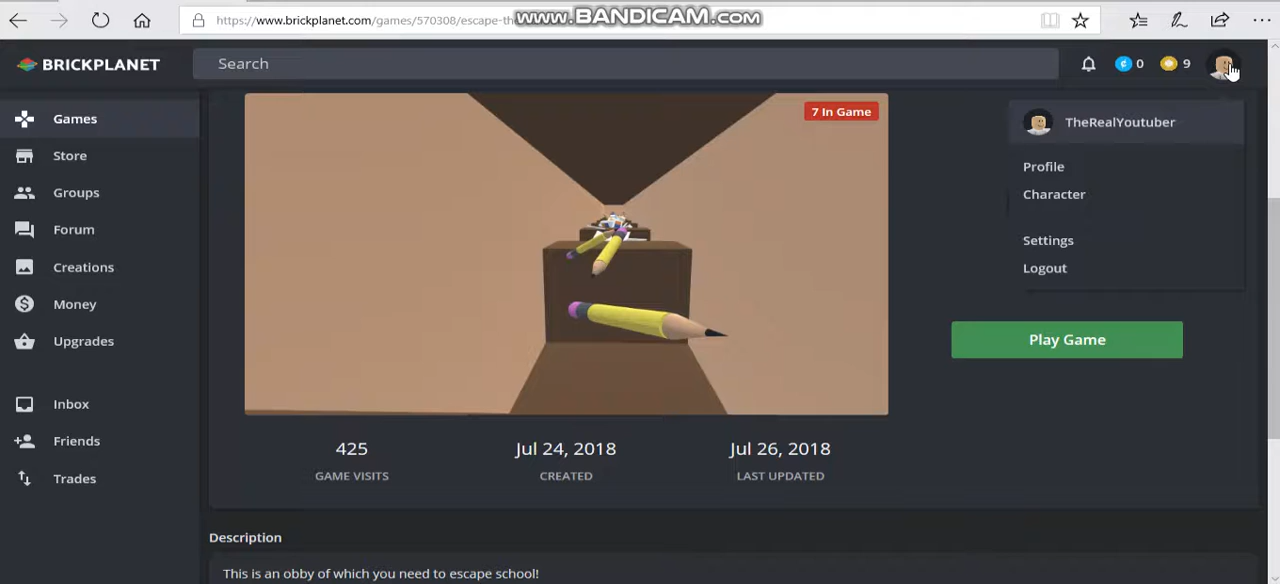 https://www.brickplanet.com/games/570308/escape-th
www.BANDICAM.com
BRICKPLANET
Search
0
9
Games
Store
Groups
Forum
Creations
Money
Upgrades
Inbox
Friends
Trades
7 In Game
TheRealYoutuber
Profile
Character
Settings
Logout
Play Game
425
GAME VISITS
Jul 24, 2018
CREATED
Jul 26, 2018
LAST UPDATED
Description
This is an obby of which you need to escape school!